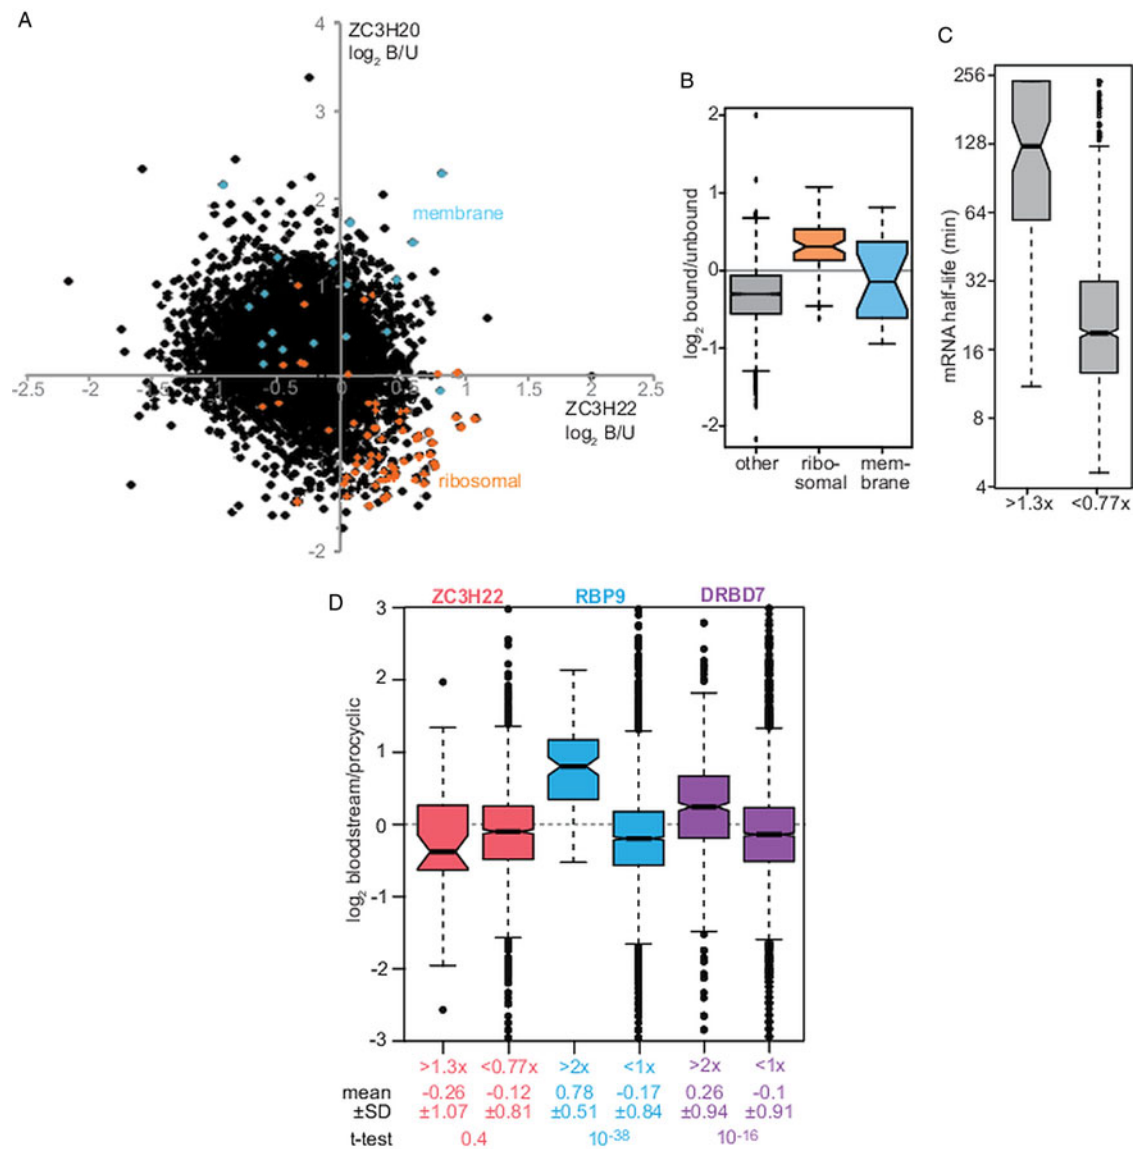 A
ZC3H20
log2 B/U
4
3
2
1
-2
membrane
-2.5
-2
-1.5
-1
-0.5
0
0.5
1
1.5
2
2.5
ZC3H22
log2 B/U
ribosomal
B
log2 bound/unbound
2
1
0
-1
-2
other
ribo-
somal
mem-
brane
C
mRNA half-life (min)
256
128
64
32
16
8
4
>1.3x
<0.77x
D
ZC3H22 RBP9 DRBD7
log2 bloodstream/procyclic
3
2
1
0
-1
-2
-3
>1.3x <0.77x >2x <1x >2x <1x
mean -0.26 -0.12 0.78 -0.17 0.26 -0.1
±SD ±1.07 ±0.81 ±0.51 ±0.84 ±0.94 ±0.91
t-test 0.4 10-38 10-16